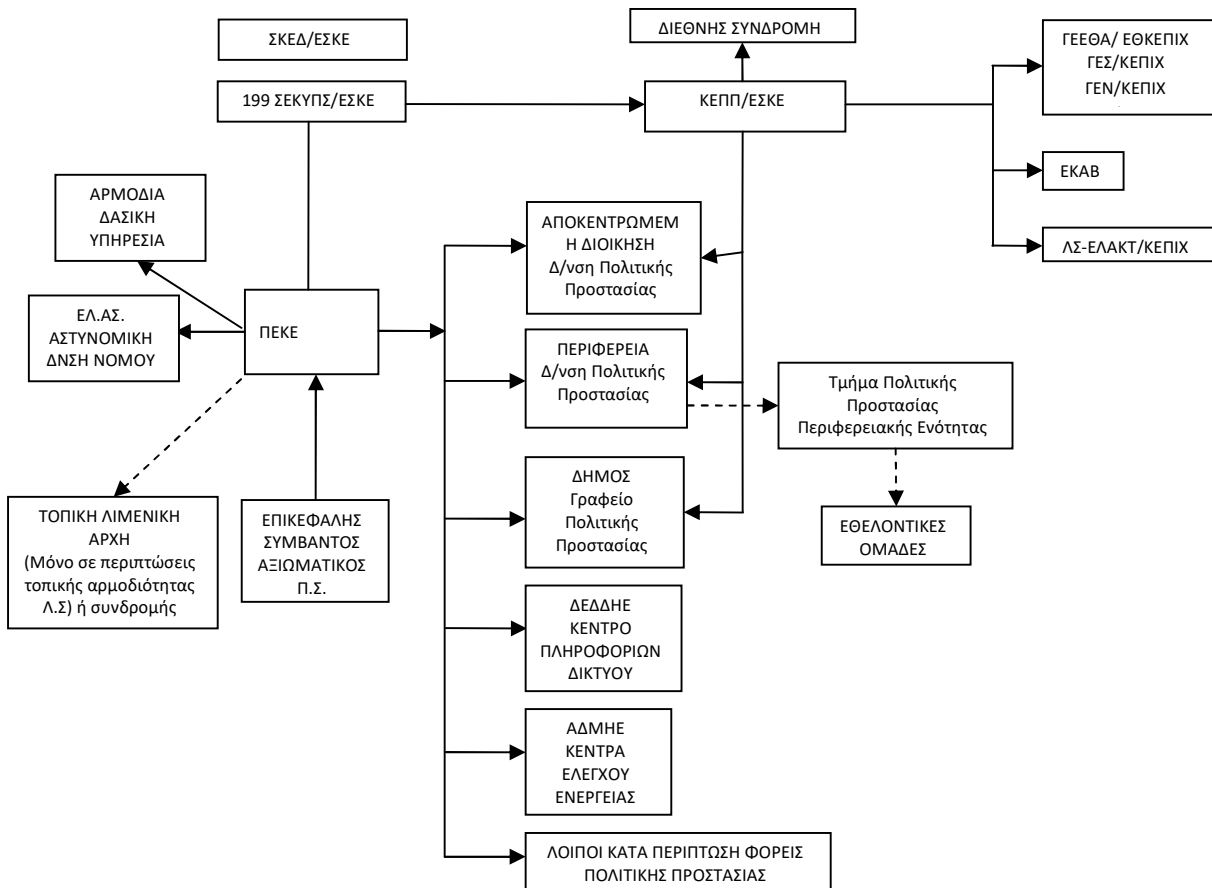 ΣΚΕΔ/ΕΣΚΕ
ΔΙΕΘΝΗΣ ΣΥΝΔΡΟΜΗ
ΓΕΕΘΑ/ ΕΘΚΕΠΙΧ
ΓΕΣ/ΚΕΠΙΧ
ΓΕΝ/ΚΕΠΙΧ
199 ΣΕΚΥΠΣ/ΕΣΚΕ
ΚΕΠΠ/ΕΣΚΕ
ΕΚΑΒ
ΛΣ-ΕΛΑΚΤ/ΚΕΠΙΧ
ΑΡΜΟΔΙΑ
ΔΑΣΙΚΗ
ΥΠΗΡΕΣΙΑ
ΑΠΟΚΕΝΤΡΩΜΕΜ
Η ΔΙΟΙΚΗΣΗ
Δ/νση Πολιτικής
Προστασίας
ΕΛ.ΑΣ.
ΑΣΤΥΝΟΜΙΚΗ
ΔΝΣΗ ΝΟΜΟΥ
ΠΕΚΕ
ΠΕΡΙΦΕΡΕΙΑ
Δ/νση Πολιτικής
Προστασίας
Τμήμα Πολιτικής
Προστασίας
Περιφερειακής Ενότητας
ΤΟΠΙΚΗ ΛΙΜΕΝΙΚΗ
ΑΡΧΗ
(Μόνο σε περιπτώσεις
τοπικής αρμοδιότητας
Λ.Σ) ή συνδρομής
ΕΠΙΚΕΦΑΛΗΣ
ΣΥΜΒΑΝΤΟΣ
ΑΞΙΩΜΑΤΙΚΟΣ
Π.Σ.
ΔΗΜΟΣ
Γραφείο
Πολιτικής
Προστασίας
ΕΘΕΛΟΝΤΙΚΕΣ
ΟΜΑΔΕΣ
ΔΕΔΔΗΕ
ΚΕΝΤΡΟ
ΠΛΗΡΟΦΟΡΙΩΝ
ΔΙΚΤΥΟΥ
ΑΔΜΗΕ
ΚΕΝΤΡΑ
ΕΛΕΓΧΟΥ
ΕΝΕΡΓΕΙΑΣ
ΛΟΙΠΟΙ ΚΑΤΑ ΠΕΡΙΠΤΩΣΗ ΦΟΡΕΙΣ
ΠΟΛΙΤΙΚΗΣ ΠΡΟΣΤΑΣΙΑΣ